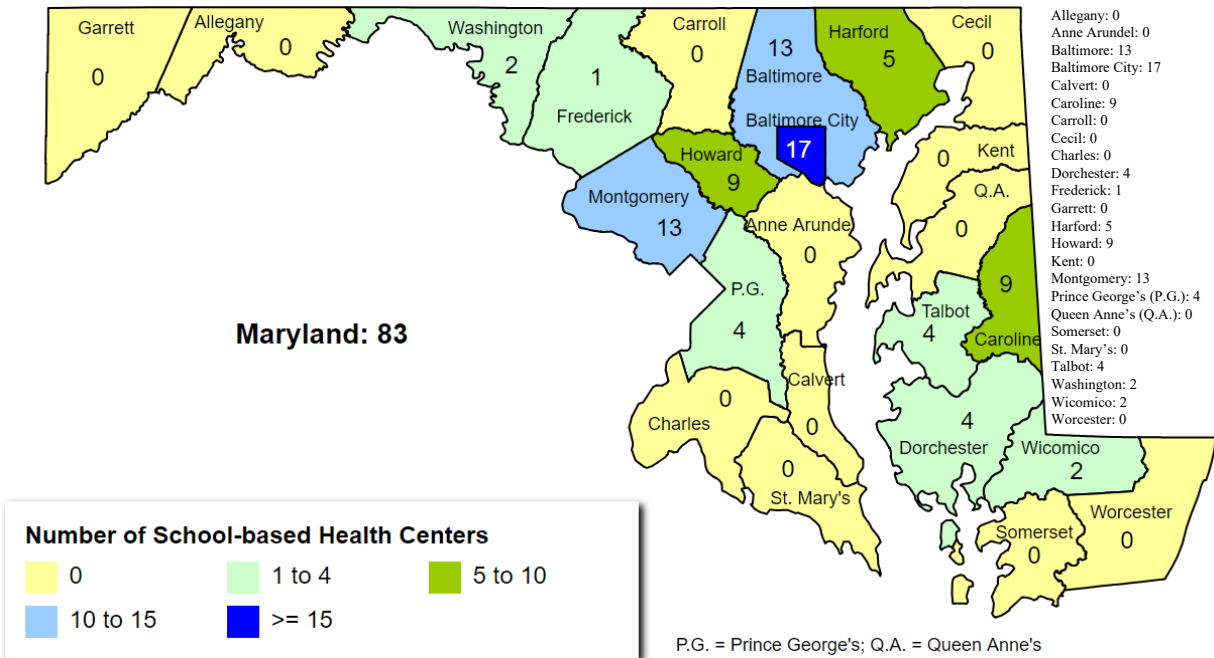 Garrett
0
Allegany
0
Washington
2
1
Frederick
Carroll
0
13
Baltimore
Harford
5
Cecil
0
Baltimore City
17
Howard
9
Montgomery
13
Anne Arunde
0
0
Kent
Q.A.
0
P.G.
4
9
Caroline
Talbot
4
Maryland: 83
Calvert
0
0
Charles
0
St. Mary's
4
Dorchester
Wicomico
2
Somerset
0
Worcester
0
Allegany: 0
Anne Arundel: 0
Baltimore: 13
Baltimore City: 17
Calvert: 0
Caroline: 9
Carroll: 0
Cecil: 0
Charles: 0
Dorchester: 4
Frederick: 1
Garrett: 0
Harford: 5
Howard: 9
Kent: 0
Montgomery: 13
Prince George’s (P.G.): 4
Queen Anne’s (Q.A.): 0
Somerset: 0
St. Mary’s: 0
Talbot: 4
Washington: 2
Wicomico: 2
Worcester: 0
Number of School-based Health Centers
0
1 to 4
5 to 10
10 to 15
>= 15
P.G. = Prince George's; Q.A. = Queen Anne's